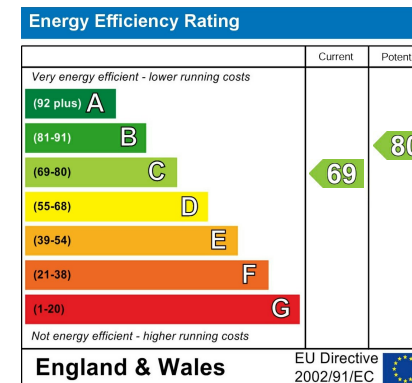 Energy Efficiency Rating
Current Potent
Very energy efficient - lower running costs
(92 plus) A
(81-91) B
(69-80) C
(55-68) D
(39-54) E
(21-38) F
(1-20) G
69
80
Not energy efficient - higher running costs
England & Wales
EU Directive
2002/91/EC